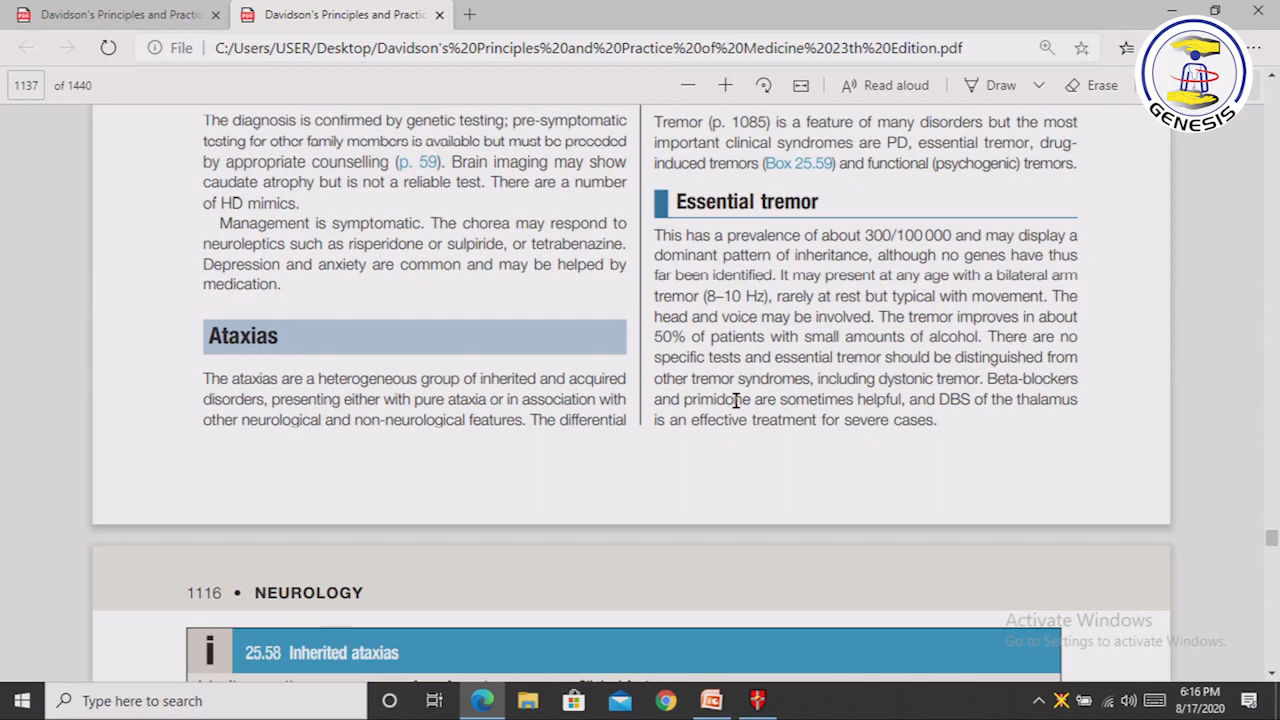 Davidson's Principles and Practic
Davidson's Principles and Practic
File
C:/Users/USER/Desktop/Davidson's%20Principles%20and%20Practice%20of%20Medicine%2023th%20Edition.pdf
1137 of 1440
Read aloud
Draw
Erase
GENESIS
The diagnosis is confirmed by genetic testing; pre-symptomatic
testing for other family members is available but must be preceded
by appropriate counselling (p. 59). Brain imaging may show
caudate atrophy but is not a reliable test. There are a number
of HD mimics.
Management is symptomatic. The chorea may respond to
neuroleptics such as risperidone or sulpiride, or tetrabenazine.
Depression and anxiety are common and may be helped by
medication.
Ataxias
The ataxias are a heterogeneous group of inherited and acquired
disorders, presenting either with pure ataxia or in association with
other neurological and non-neurological features. The differential
Tremor (p. 1085) is a feature of many disorders but the most
important clinical syndromes are PD, essential tremor, drug-
induced tremors (Box 25.59) and functional (psychogenic) tremors.
Essential tremor
This has a prevalence of about 300/100 000 and may display a
dominant pattern of inheritance, although no genes have thus
far been identified. It may present at any age with a bilateral arm
tremor (8–10 Hz), rarely at rest but typical with movement. The
head and voice may be involved. The tremor improves in about
50% of patients with small amounts of alcohol. There are no
specific tests and essential tremor should be distinguished from
other tremor syndromes, including dystonic tremor. Beta-blockers
and primidone are sometimes helpful, and DBS of the thalamus
is an effective treatment for severe cases.
1116 • NEUROLOGY
i 25.58 Inherited ataxias
Activate Windows
Go to Settings to activate Windows.
Type here to search
6:16 PM
8/17/2020